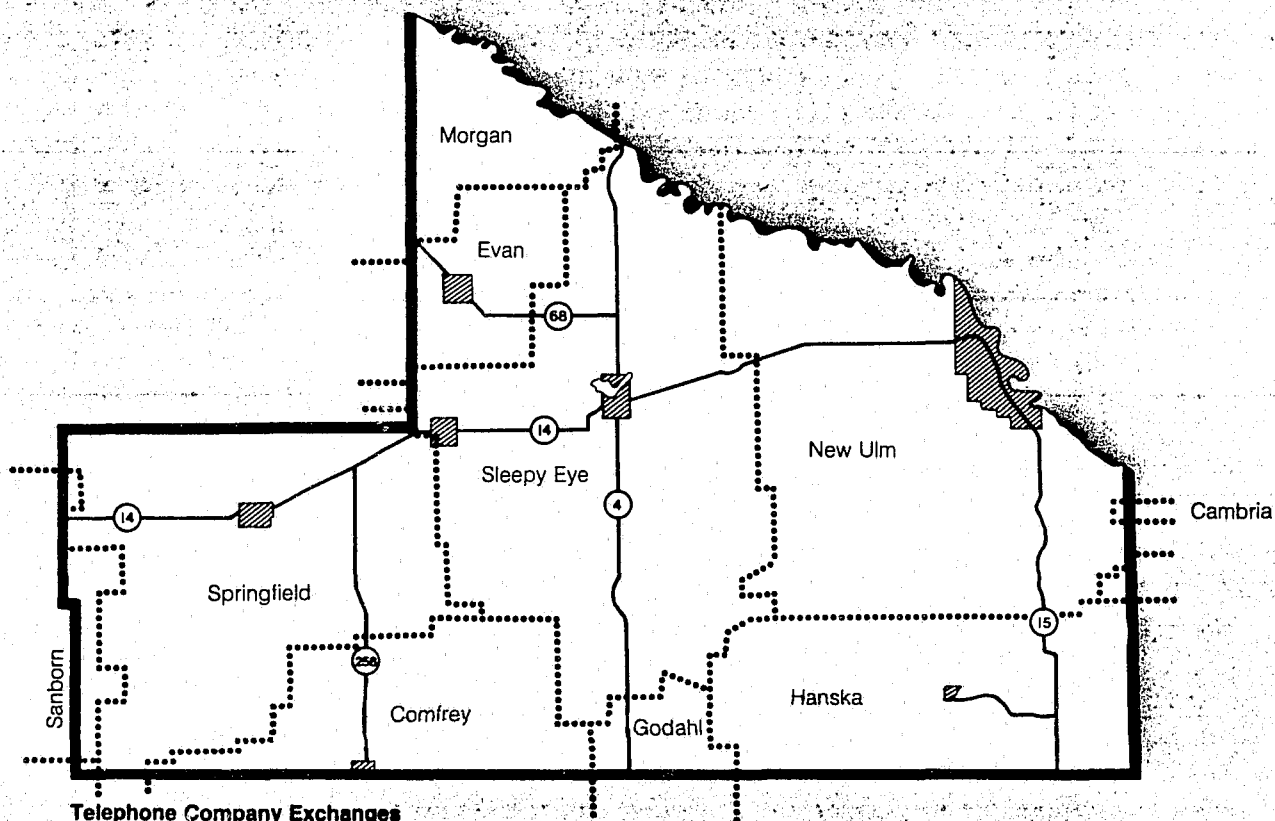 Morgan
Evan
68
14
Sleepy Eye
New Ulm
4
14
Cambria
Springfield
15
258
Sanborn
Comfrey
Godahl
Hanska
Telephone Company Exchanges